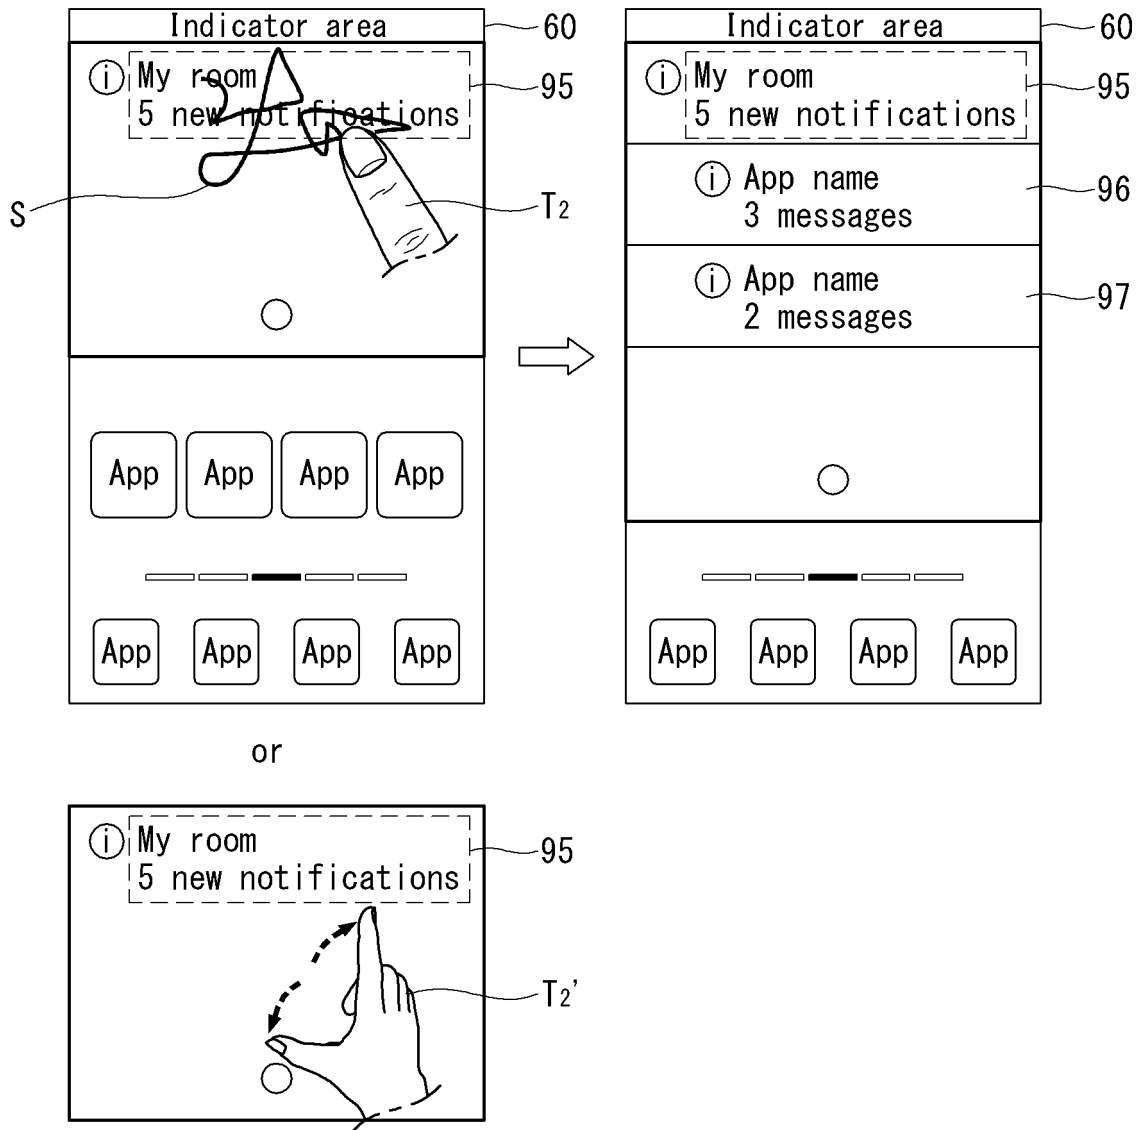 Indicator area
60
i My room
5 new notifications
95
S
T2
App App App App
App App App App
Indicator area
60
i My room
5 new notifications
95
i App name
3 messages
96
i App name
2 messages
97
App App App App
or
i My room
5 new notifications
95
T2'